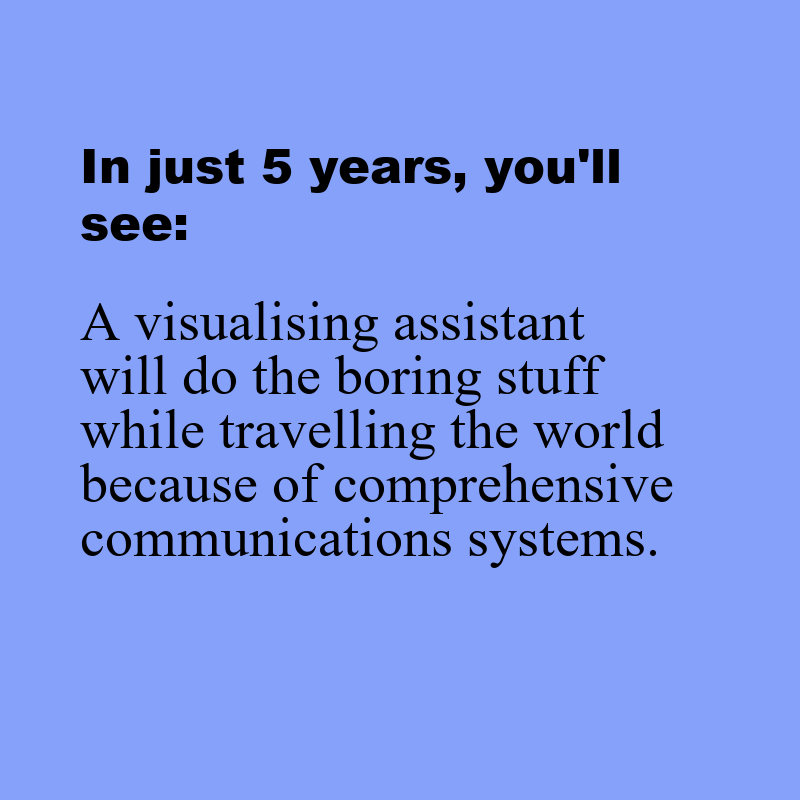 In just 5 years, you'll
see:
A visualising assistant
will do the boring stuff
while travelling the world
because of comprehensive
communications systems.